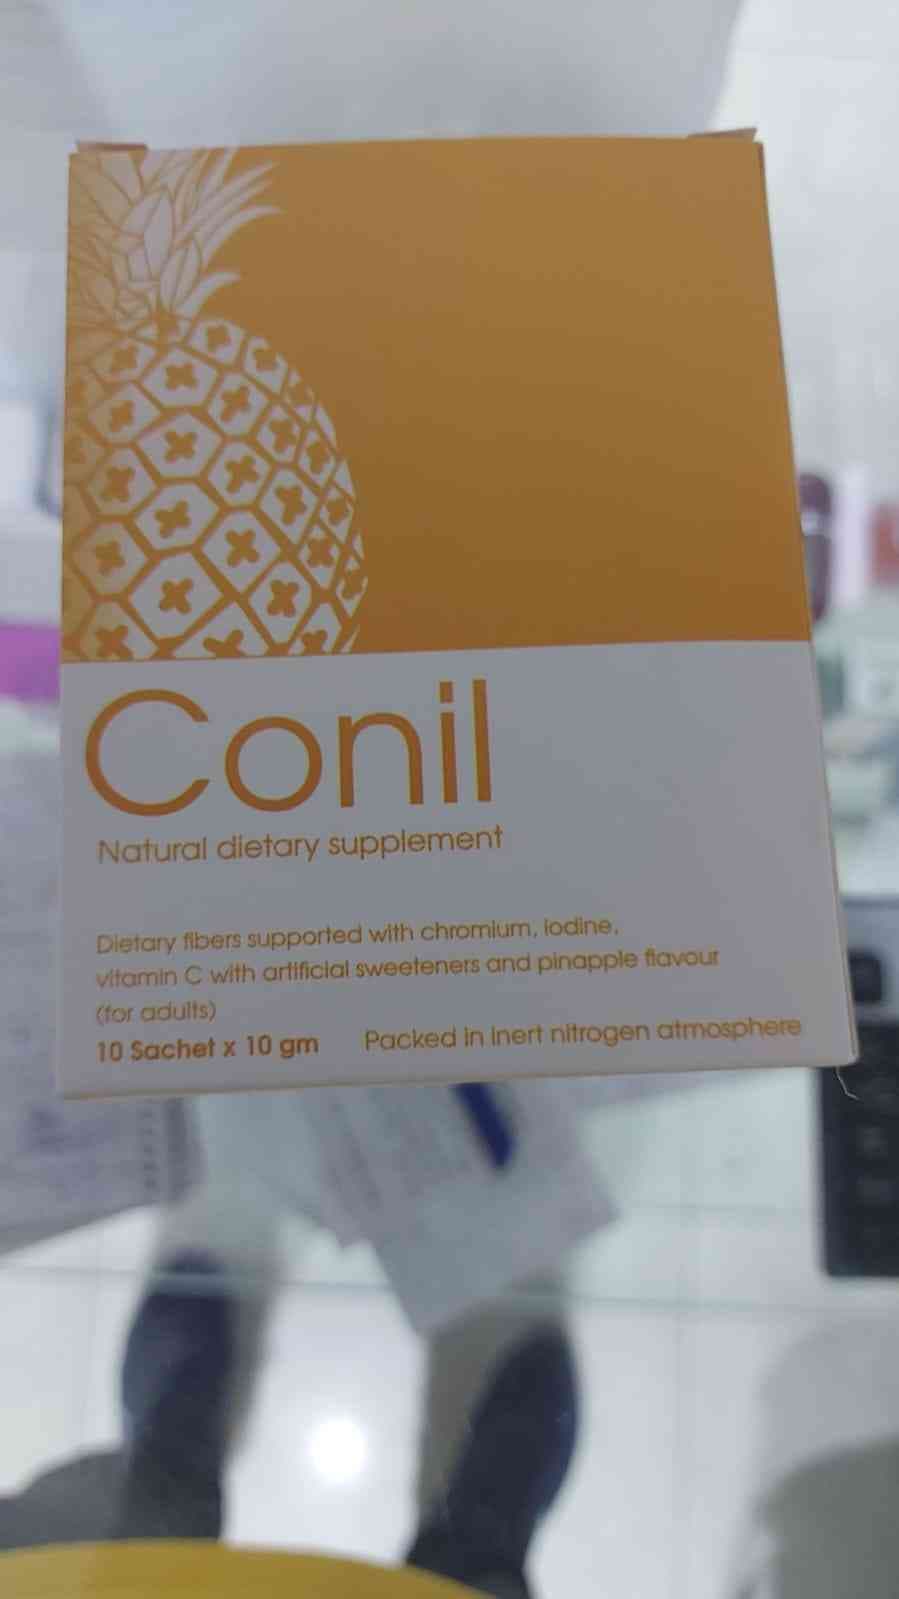 Conil
Natural dietary supplement
Dietary fibers supported with chromium, iodine,
vitamin C with artificial sweeteners and pinapple flavour
(for adults)
10 Sachet x 10 gm Packed in inert nitrogen atmosphere